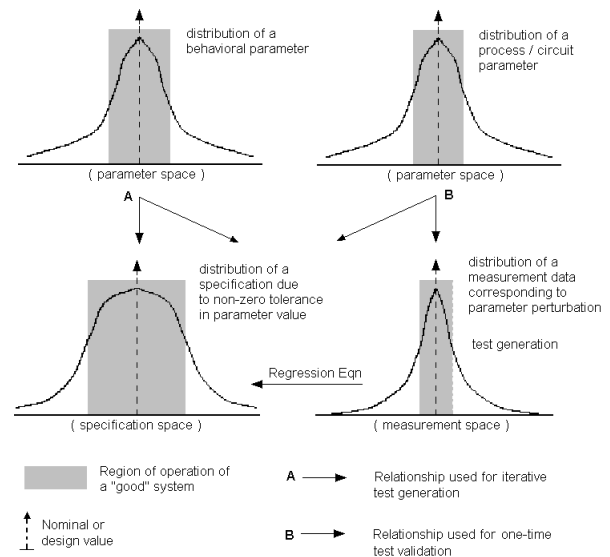 distribution of a
behavioral parameter
distribution of a
process / circuit
parameter
( parameter space )
( parameter space )
A
B
distribution of a
specification due
to non-zero tolerance
in parameter value
distribution of a
measurement data
corresponding to
parameter perturbation
test generation
Regression Eqn
( specification space )
( measurement space )
Region of operation of
a "good" system
A
Relationship used for iterative
test generation
Nominal or
design value
B
Relationship used for one-time
test validation